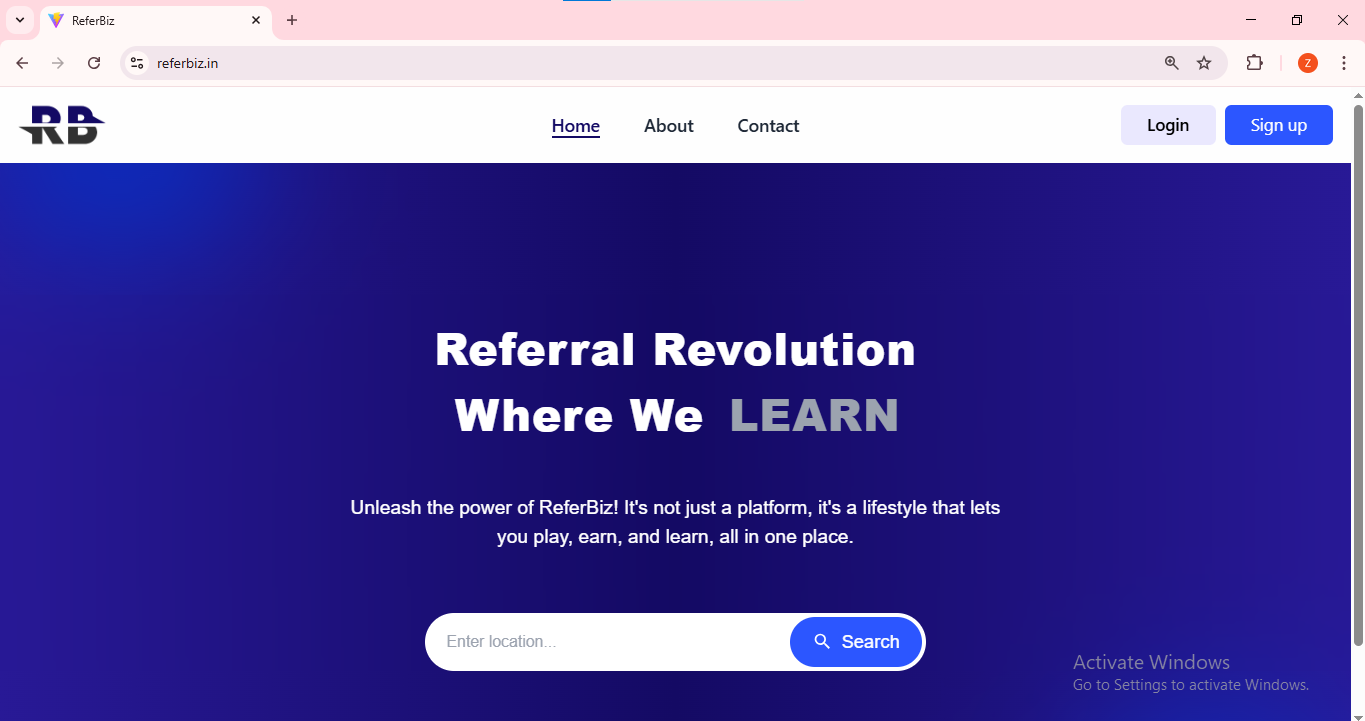 ReferBiz
referbiz.in
Z
RB
Home About Contact
Login Sign up
Referral Revolution
Where We LEARN
Unleash the power of ReferBiz! It's not just a platform, it's a lifestyle that lets
you play, earn, and learn, all in one place.
Enter location... Search
Activate Windows
Go to Settings to activate Windows.